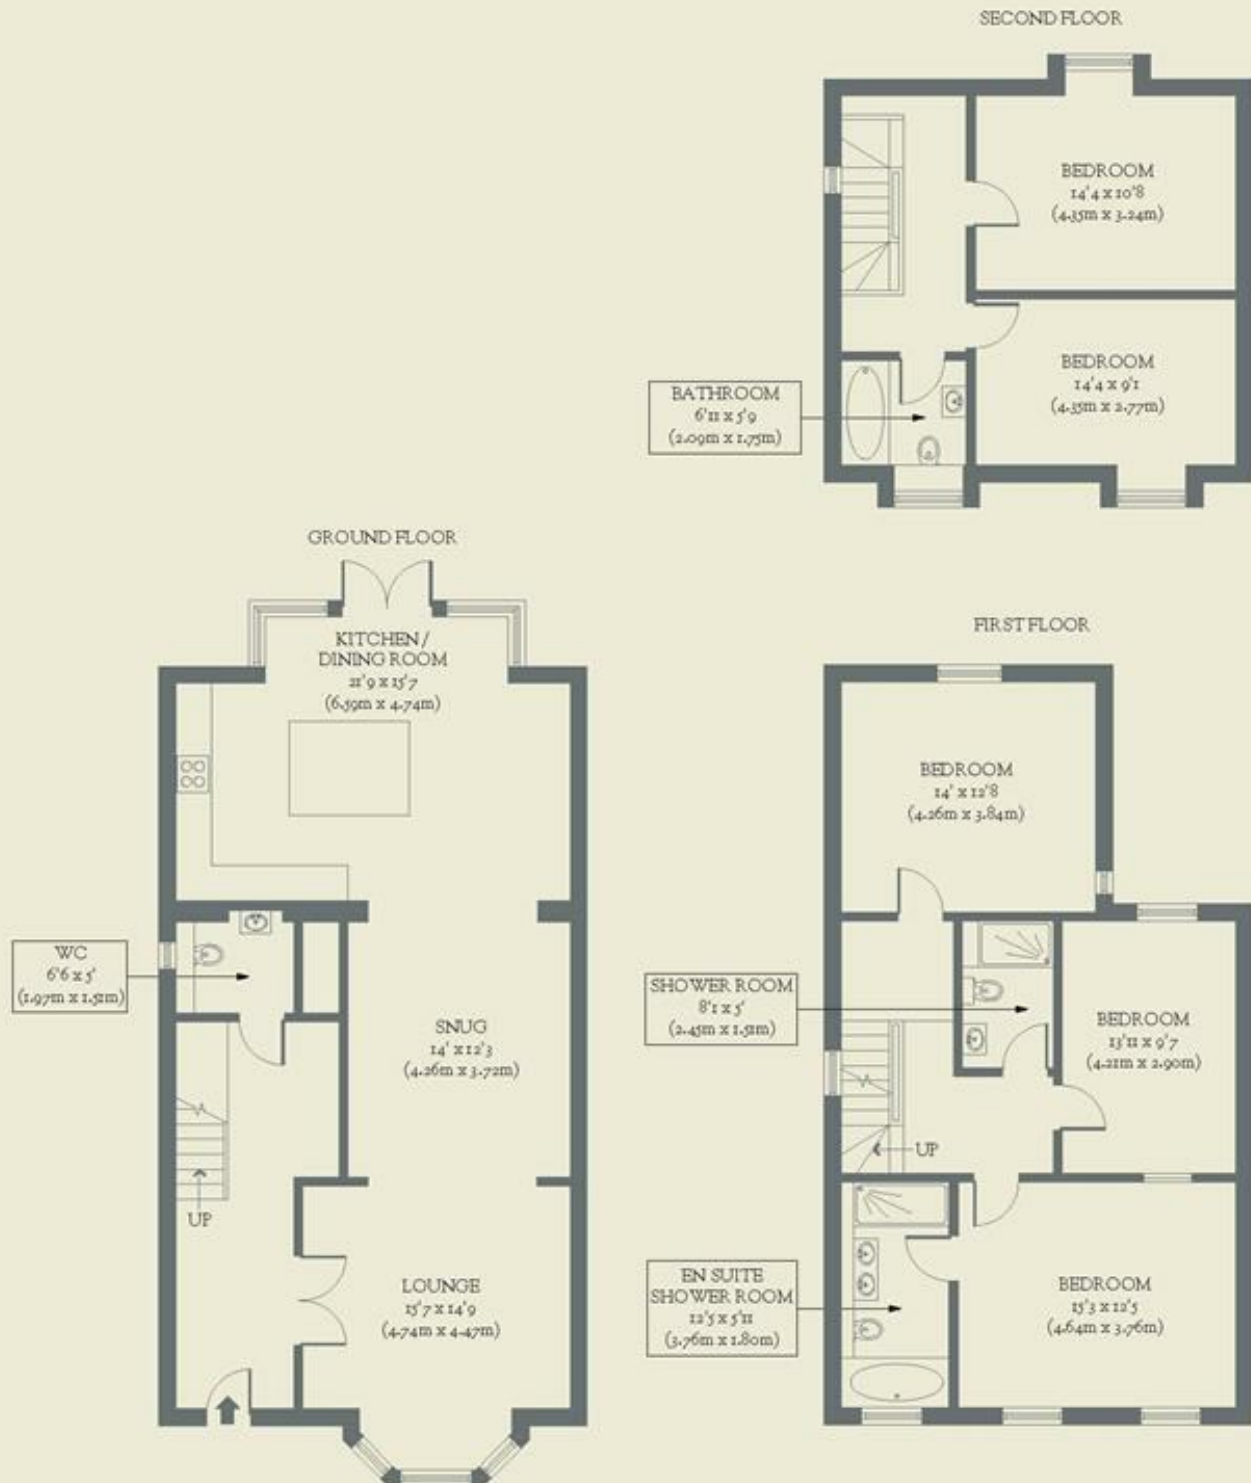 SECOND FLOOR
BEDROOM
14'4 x 10'8
(4.35m x 3.24m)
BEDROOM
14'4 x 9'1
(4.35m x 2.77m)
BATHROOM
6'11 x 5'9
(2.09m x 1.75m)
GROUND FLOOR
KITCHEN /
DINING ROOM
21'9 x 15'7
(6.59m x 4.74m)
WC
6'6 x 5'
(1.97m x 1.51m)
SNUG
14' x 12'3
(4.26m x 3.72m)
UP
LOUNGE
15'7 x 14'9
(4.74m x 4.47m)
FIRST FLOOR
BEDROOM
14' x 12'8
(4.26m x 3.84m)
SHOWER ROOM
8'1 x 5'
(2.45m x 1.51m)
BEDROOM
13'11 x 9'7
(4.21m x 2.90m)
UP
EN SUITE
SHOWER ROOM
12'5 x 5'11
(3.76m x 1.80m)
BEDROOM
15'3 x 12'5
(4.64m x 3.76m)